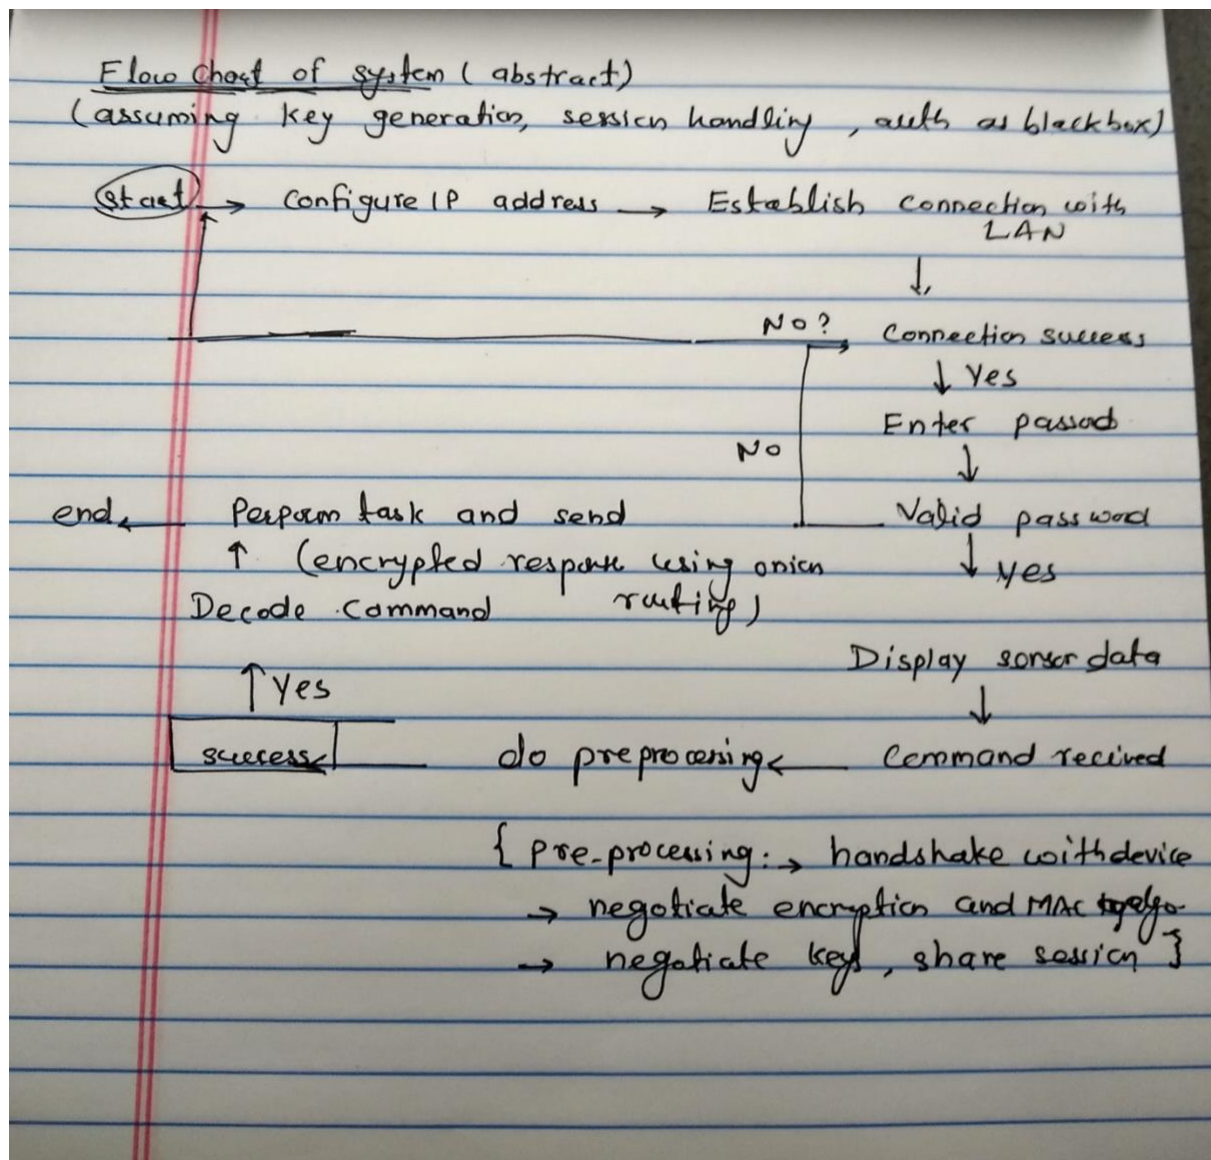 Flow Chart of system ( abstract )
(assuming key generation, session handling , auth as blackbox)
Start → Configure IP address → Establish connection with
LAN
↓
No? → Connection success
↓ Yes
Enter
↓
No
end ← Perform task and send Valid password
↑ (encrypted response using onion ↓ yes
Decode command routing)
Display sensor data
↑ Yes ↓
success ← do preprocessing ← Command recived
{ pre-processing : → handshake with device
→ negotiate encryption and MAC algo
→ negotiate keys, share session }